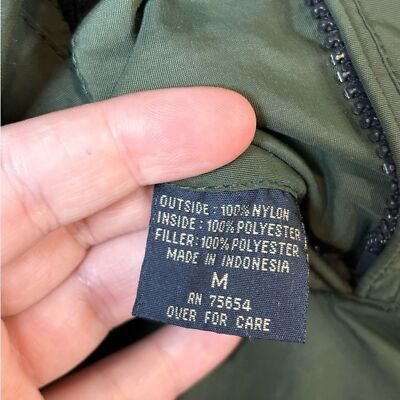 OUTSIDE : 100% NYLON
INSIDE : 100% POLYESTER
FILLER: 100% POLYESTER
MADE IN INDONESIA
M
RN 75654
OVER FOR CARE